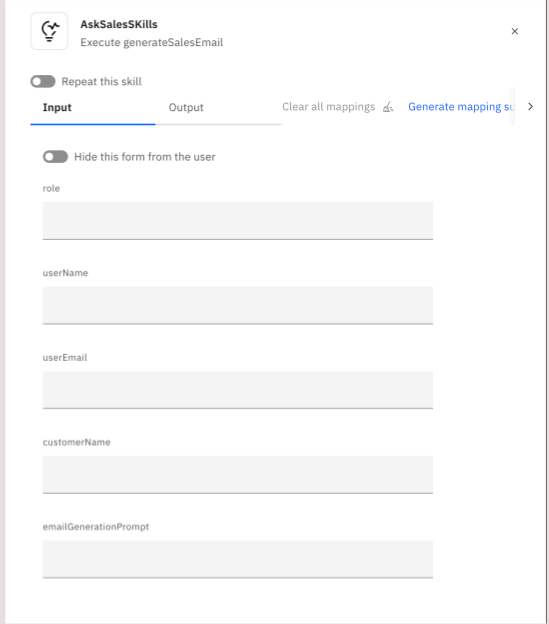 AskSalesSKills
Execute generateSalesEmail
Repeat this skill
Input Output Clear all mappings Generate mapping
Hide this form from the user
role
userName
userEmail
customerName
emailGenerationPrompt